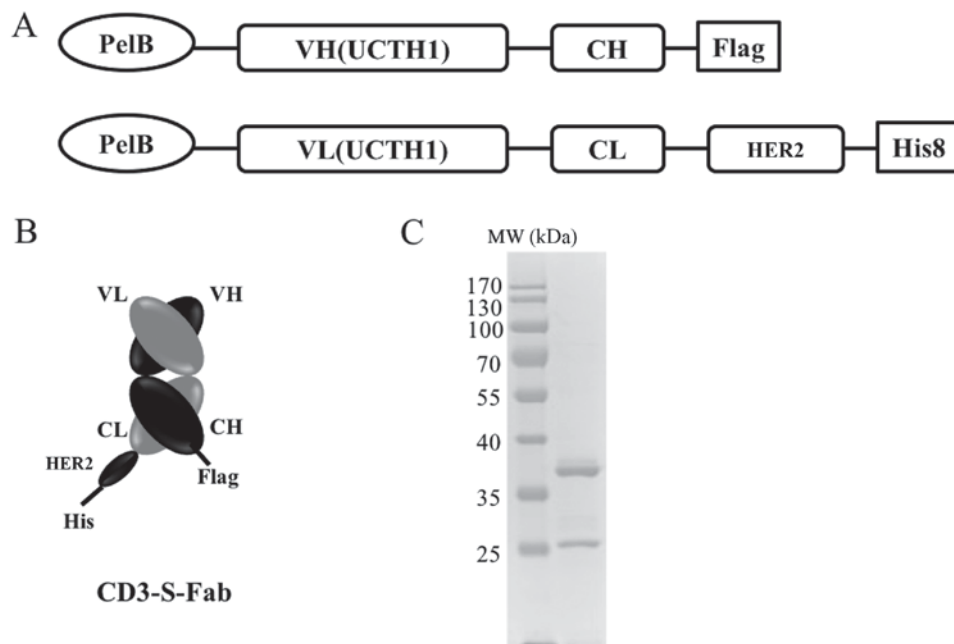 A
PelB VH(UCTH1) CH Flag
PelB VL(UCTH1) CL HER2 His8
B
VL VH
CL CH
HER2
Flag
His
CD3-S-Fab
C
MW (kDa)
170
130
100
70
55
40
35
25